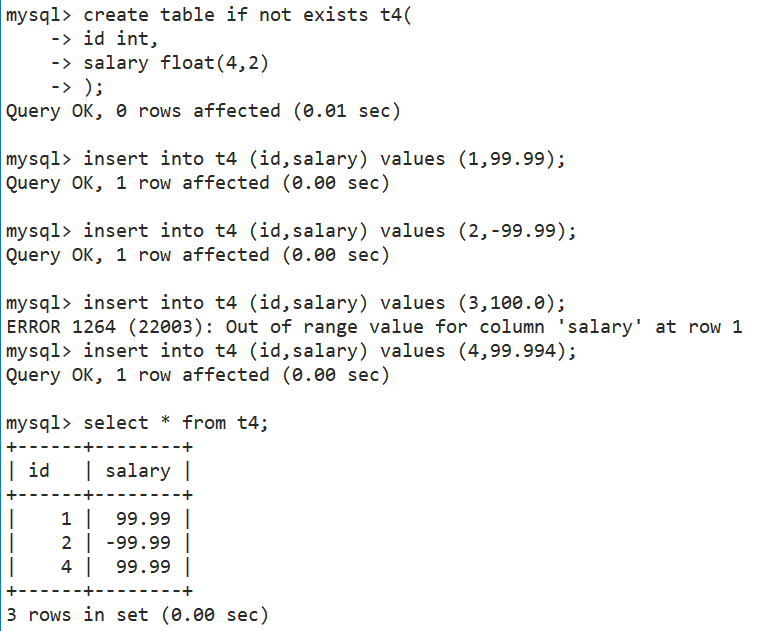 mysql> create table if not exists t4(
    -> id int,
    -> salary float(4,2)
    -> );
Query OK, 0 rows affected (0.01 sec)

mysql> insert into t4 (id,salary) values (1,99.99);
Query OK, 1 row affected (0.00 sec)

mysql> insert into t4 (id,salary) values (2,-99.99);
Query OK, 1 row affected (0.00 sec)

mysql> insert into t4 (id,salary) values (3,100.0);
ERROR 1264 (22003): Out of range value for column 'salary' at row 1
mysql> insert into t4 (id,salary) values (4,99.994);
Query OK, 1 row affected (0.00 sec)

mysql> select * from t4;
+------+--------+
| id   | salary |
+------+--------+
|    1 |  99.99 |
|    2 | -99.99 |
|    4 |  99.99 |
+------+--------+
3 rows in set (0.00 sec)